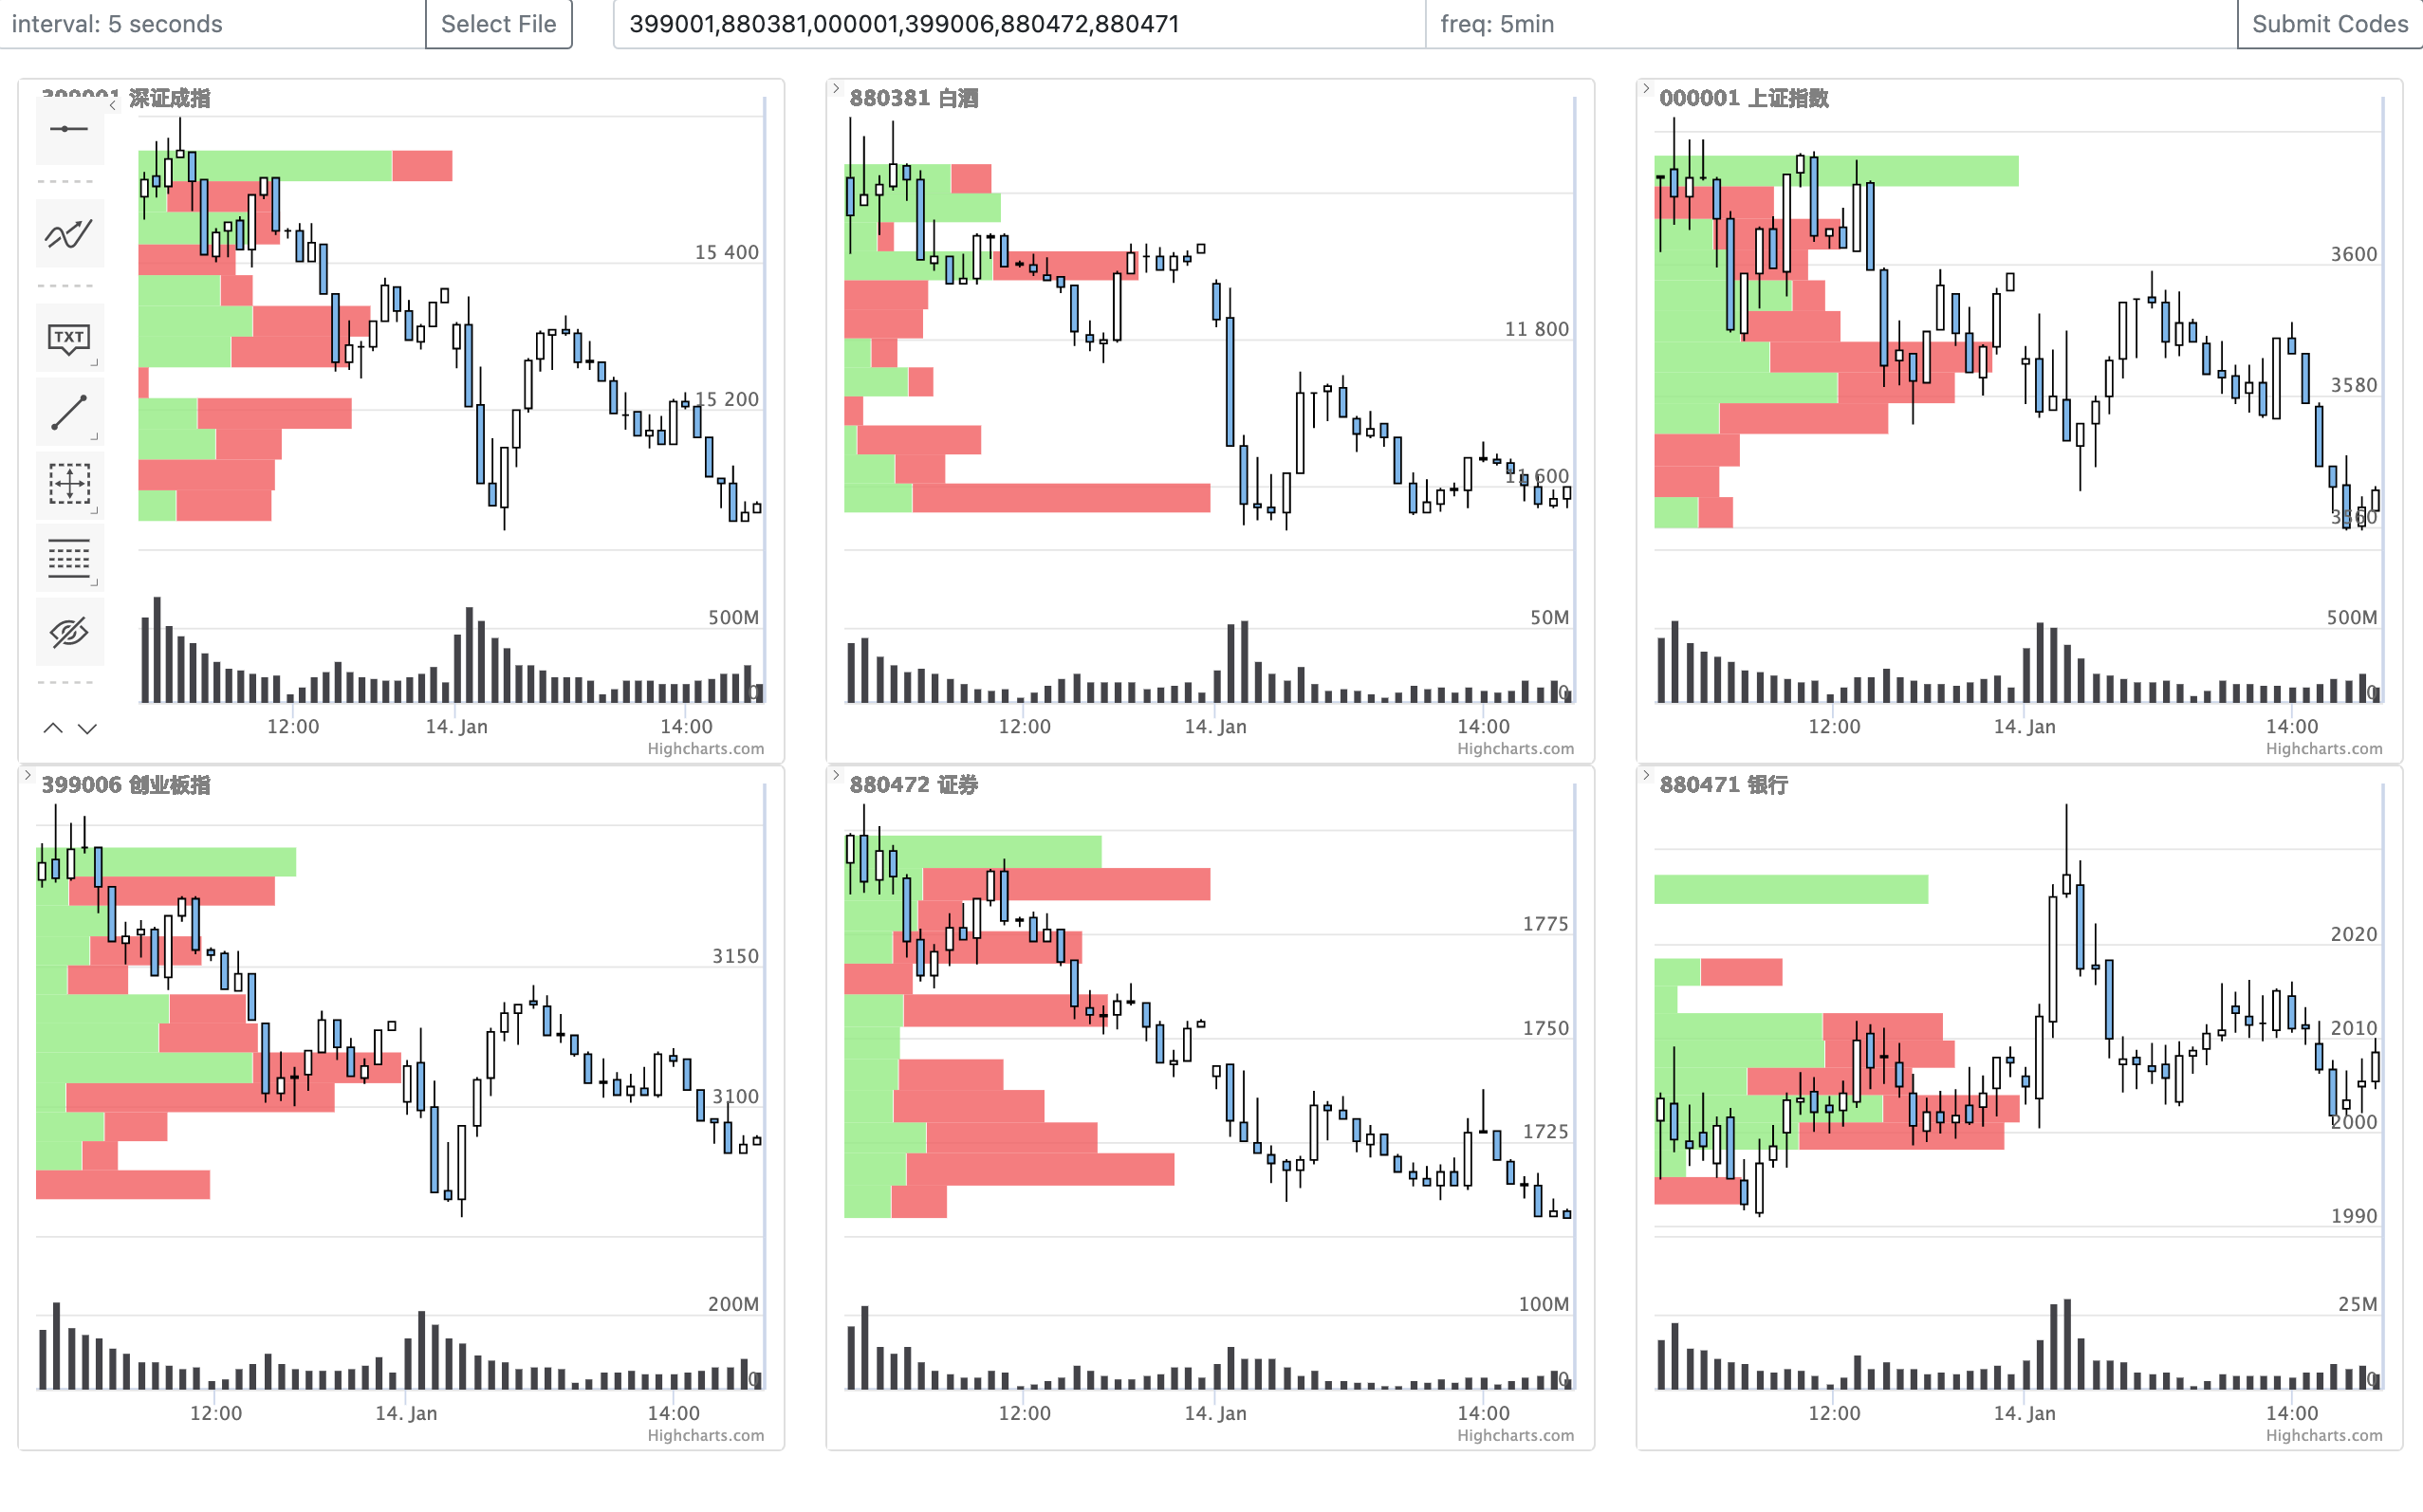 interval: 5 seconds
Select File
399001,880381,000001,399006,880472,880471
freq: 5min
Submit Codes
399001 深证成指
15 400
15 200
TXT
500M
0
12:00
14. Jan
14:00
Highcharts.com
880381 白酒
11 800
11 600
50M
0
12:00
14. Jan
14:00
Highcharts.com
000001 上证指数
3600
3580
3560
500M
0
12:00
14. Jan
14:00
Highcharts.com
399006 创业板指
3150
3100
200M
0
12:00
14. Jan
14:00
Highcharts.com
880472 证券
1775
1750
1725
100M
0
12:00
14. Jan
14:00
Highcharts.com
880471 银行
2020
2010
2000
1990
25M
0
12:00
14. Jan
14:00
Highcharts.com